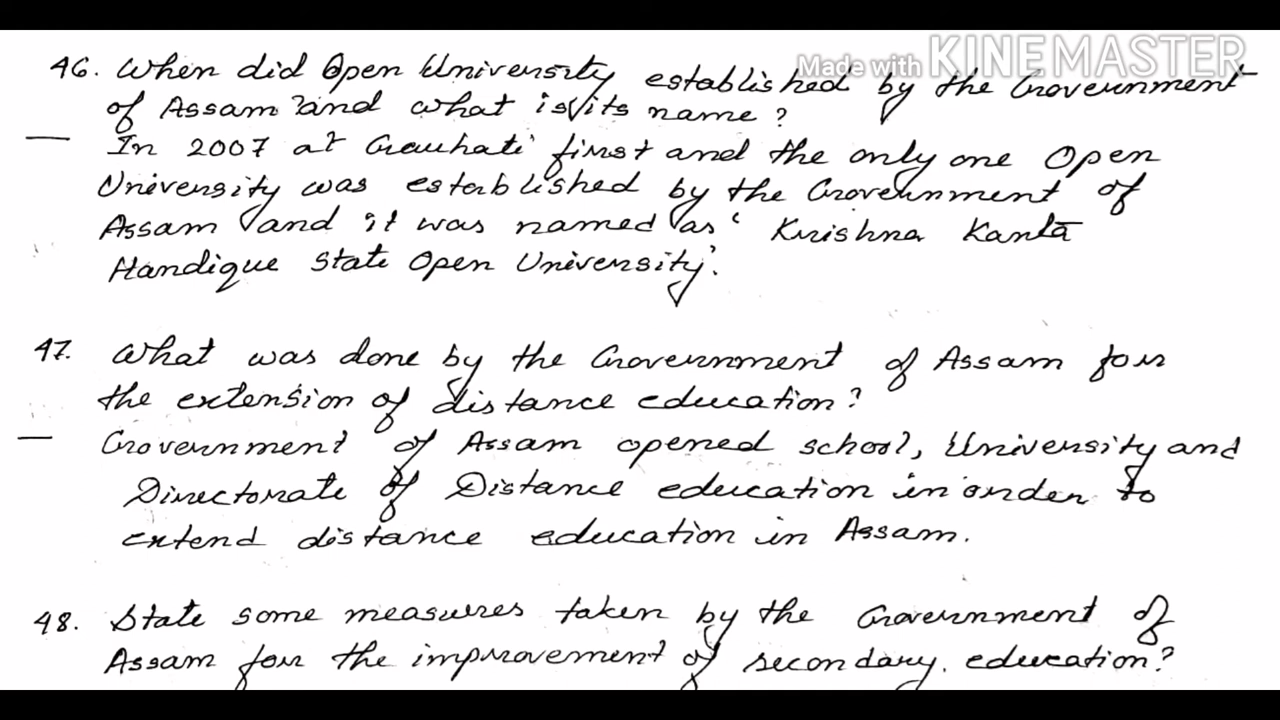 Made with KINEMASTER
46. When did Open University established by the Government
of Assam and what is its name?
— In 2007 at Gauhati first and the only one Open
University was established by the Government of
Assam and it was named as ' Krishna Kanta
Handique State Open University'.
47. What was done by the Government of Assam for
the extension of distance education?
— Government of Assam opened school, University and
Directorate of Distance education in order to
extend distance education in Assam.
48. State some measures taken by the Government of
Assam for the improvement of secondary education?